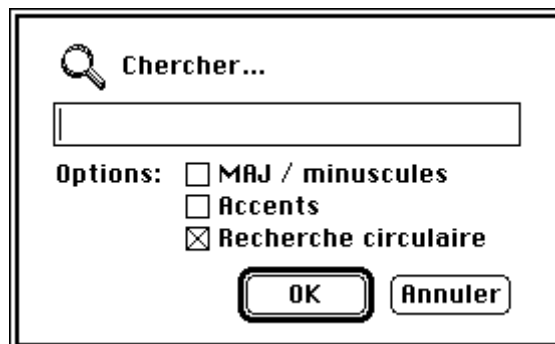 Chercher...
Options: MAJ / minuscules
Accents
Recherche circulaire
OK Annuler